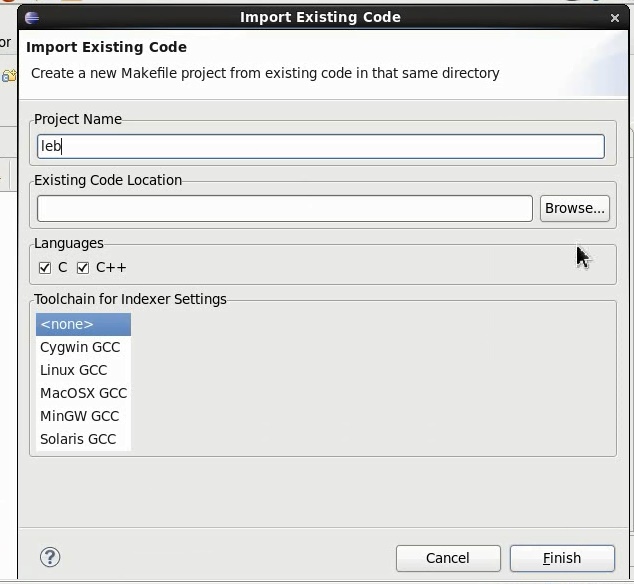 Import Existing Code
or
Import Existing Code
Create a new Makefile project from existing code in that same directory
Project Name
leb
Existing Code Location
Browse...
Languages
C C++
Toolchain for Indexer Settings
<none>
Cygwin GCC
Linux GCC
MacOSX GCC
MinGW GCC
Solaris GCC
? Cancel Finish